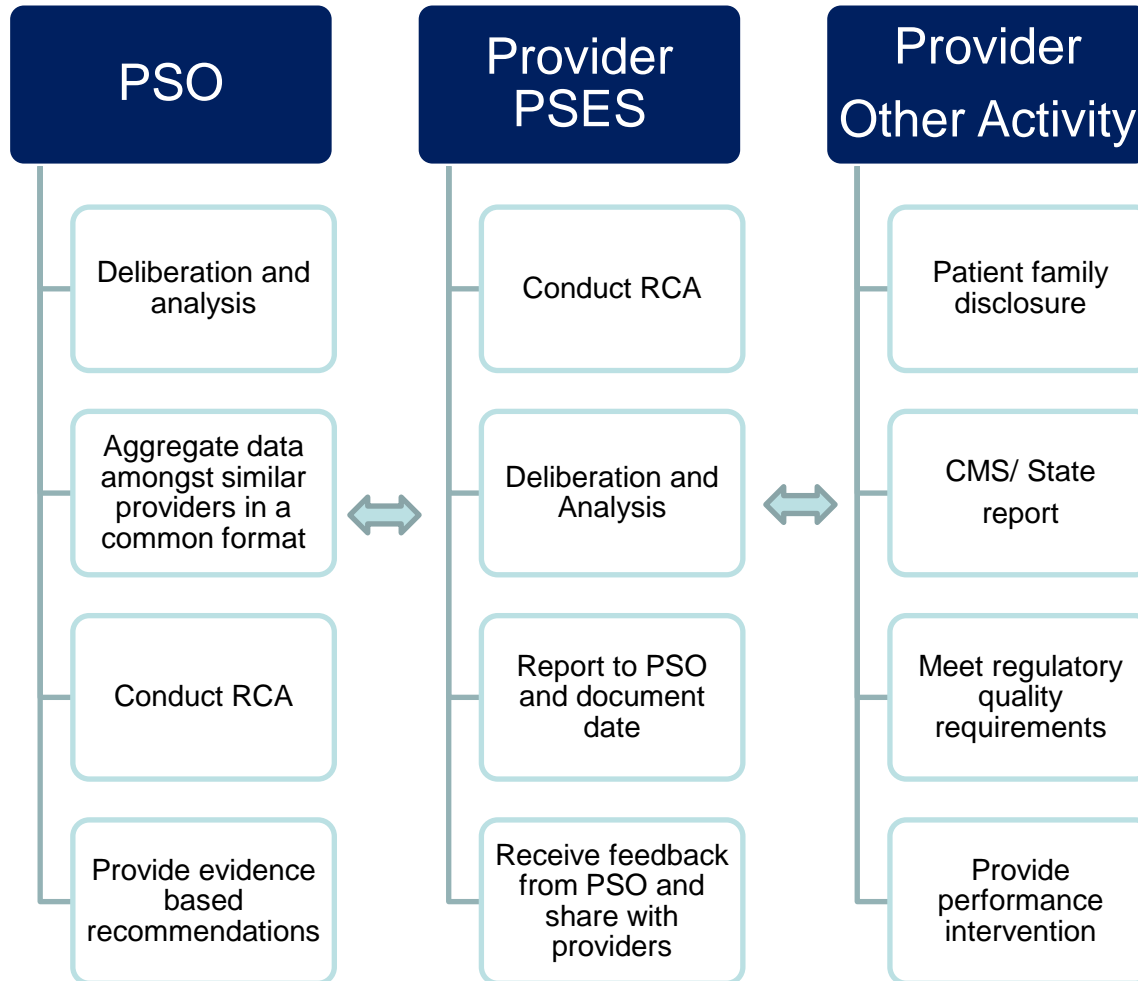 PSO
Deliberation and
analysis
Aggregate data
amongst similar
providers in a
common format
Conduct RCA
Provide evidence
based
recommendations
Provider
PSES
Conduct RCA
Deliberation and
Analysis
Report to PSO
and document
date
Receive feedback
from PSO and
share with
providers
Provider
Other Activity
Patient family
disclosure
CMS/ State
report
Meet regulatory
quality
requirements
Provide
performance
intervention